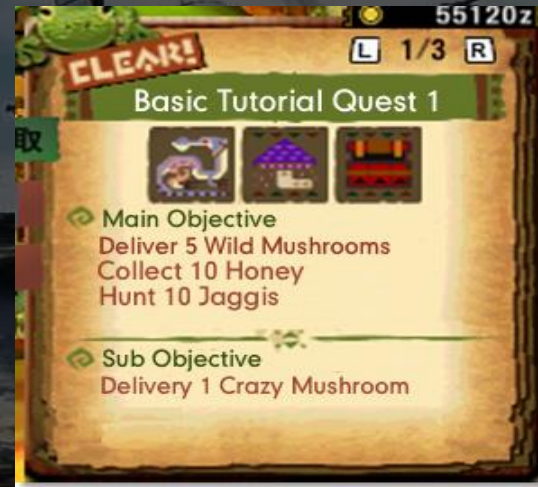 55120z
CLEAR!
L 1/3 R
Basic Tutorial Quest 1
取
Main Objective
Deliver 5 Wild Mushrooms
Collect 10 Honey
Hunt 10 Jaggis
Sub Objective
Delivery 1 Crazy Mushroom